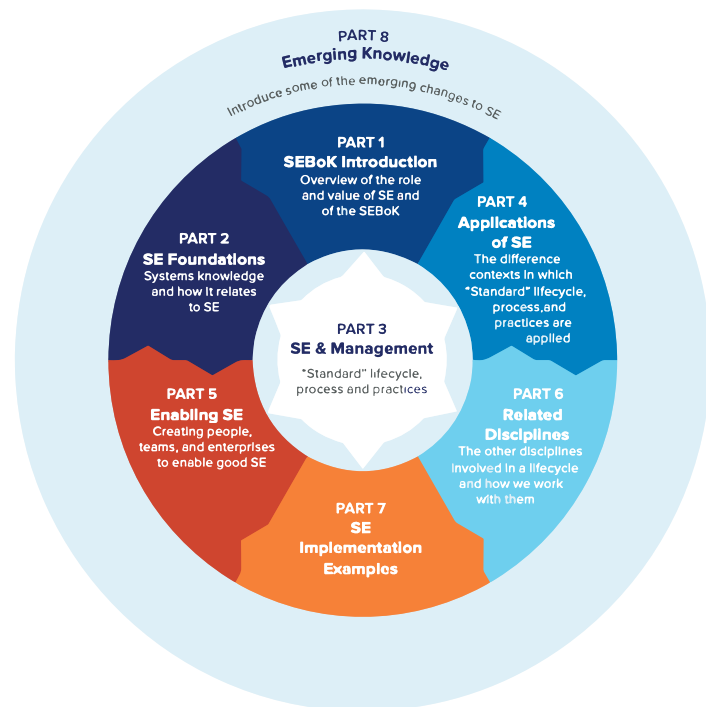 PART 8
Emerging Knowledge
Introduce some of the emerging changes to SE
PART 1
SEBoK Introduction
Overview of the role
and value of SE and
of the SEBoK
PART 2
SE Foundations
Systems knowledge
and how it relates
to SE
PART 4
Applications
of SE
The difference
contexts in which
"Standard" lifecycle,
process,and
practices are
applied
PART 3
SE & Management
"Standard" lifecycle,
process and practices
PART 5
Enabling SE
Creating people,
teams, and enterprises
to enable good SE
PART 6
Related
Disciplines
The other disciplines
involved in a lifecycle
and how we work
with them
PART 7
SE
Implementation
Examples